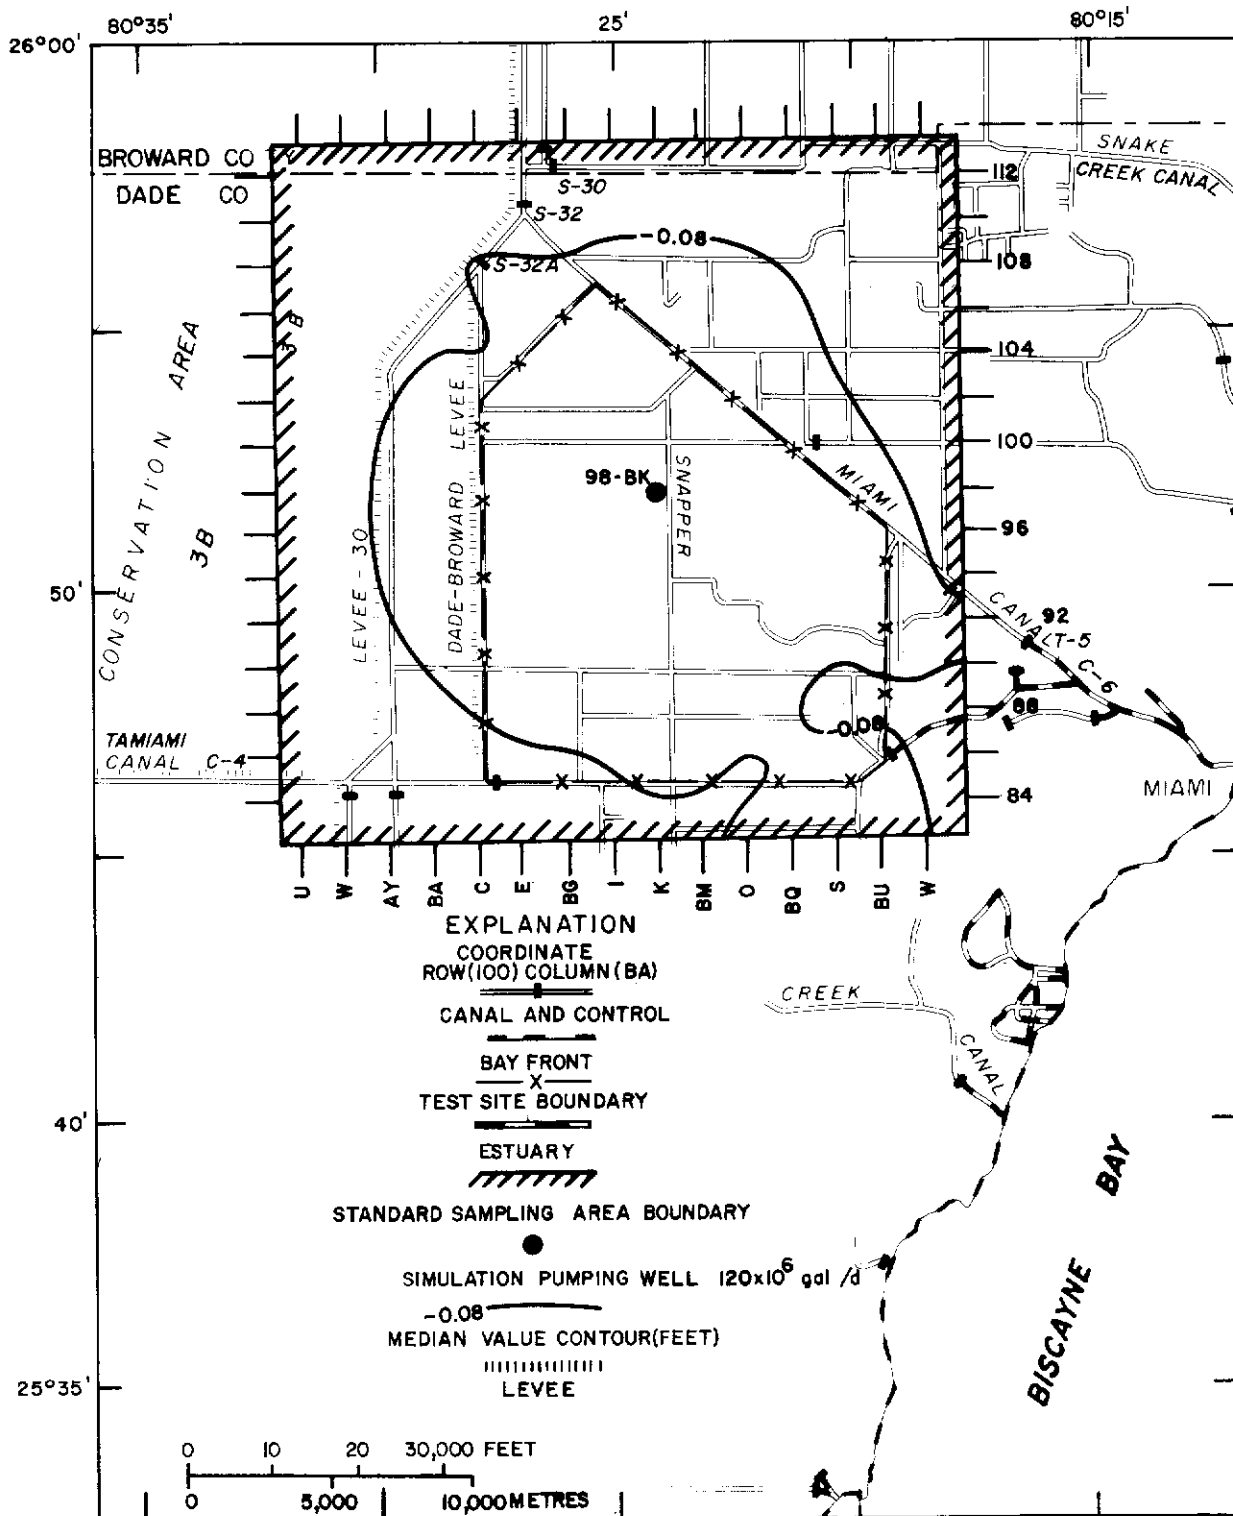 80°35' 25' 80°15'
26°00'
BROWARD CO
DADE CO
SNAKE
CREEK CANAL
S-30
S-32
S-32A
-0.08
112
108
104
100
96
92
88
84
CONSERVATION AREA
3B
3 B
LEVEE-30
DADE-BROWARD LEVEE
98-BK
SNAPPER
MIAMI
CANAL
LT-5
C-6
50'
-0.08
TAMIAMI
CANAL C-4
MIAMI
U W AY BA C E BG I K BM O BQ S BU W
EXPLANATION
COORDINATE
ROW(100) COLUMN(BA)
CANAL AND CONTROL
BAY FRONT
X
TEST SITE BOUNDARY
ESTUARY
STANDARD SAMPLING AREA BOUNDARY
SIMULATION PUMPING WELL 120x10⁶ gal /d
-0.08
MEDIAN VALUE CONTOUR(FEET)
LEVEE
CREEK
CANAL
40'
BISCAYNE BAY
25°35'
0 10 20 30,000 FEET
0 5,000 10,000 METRES